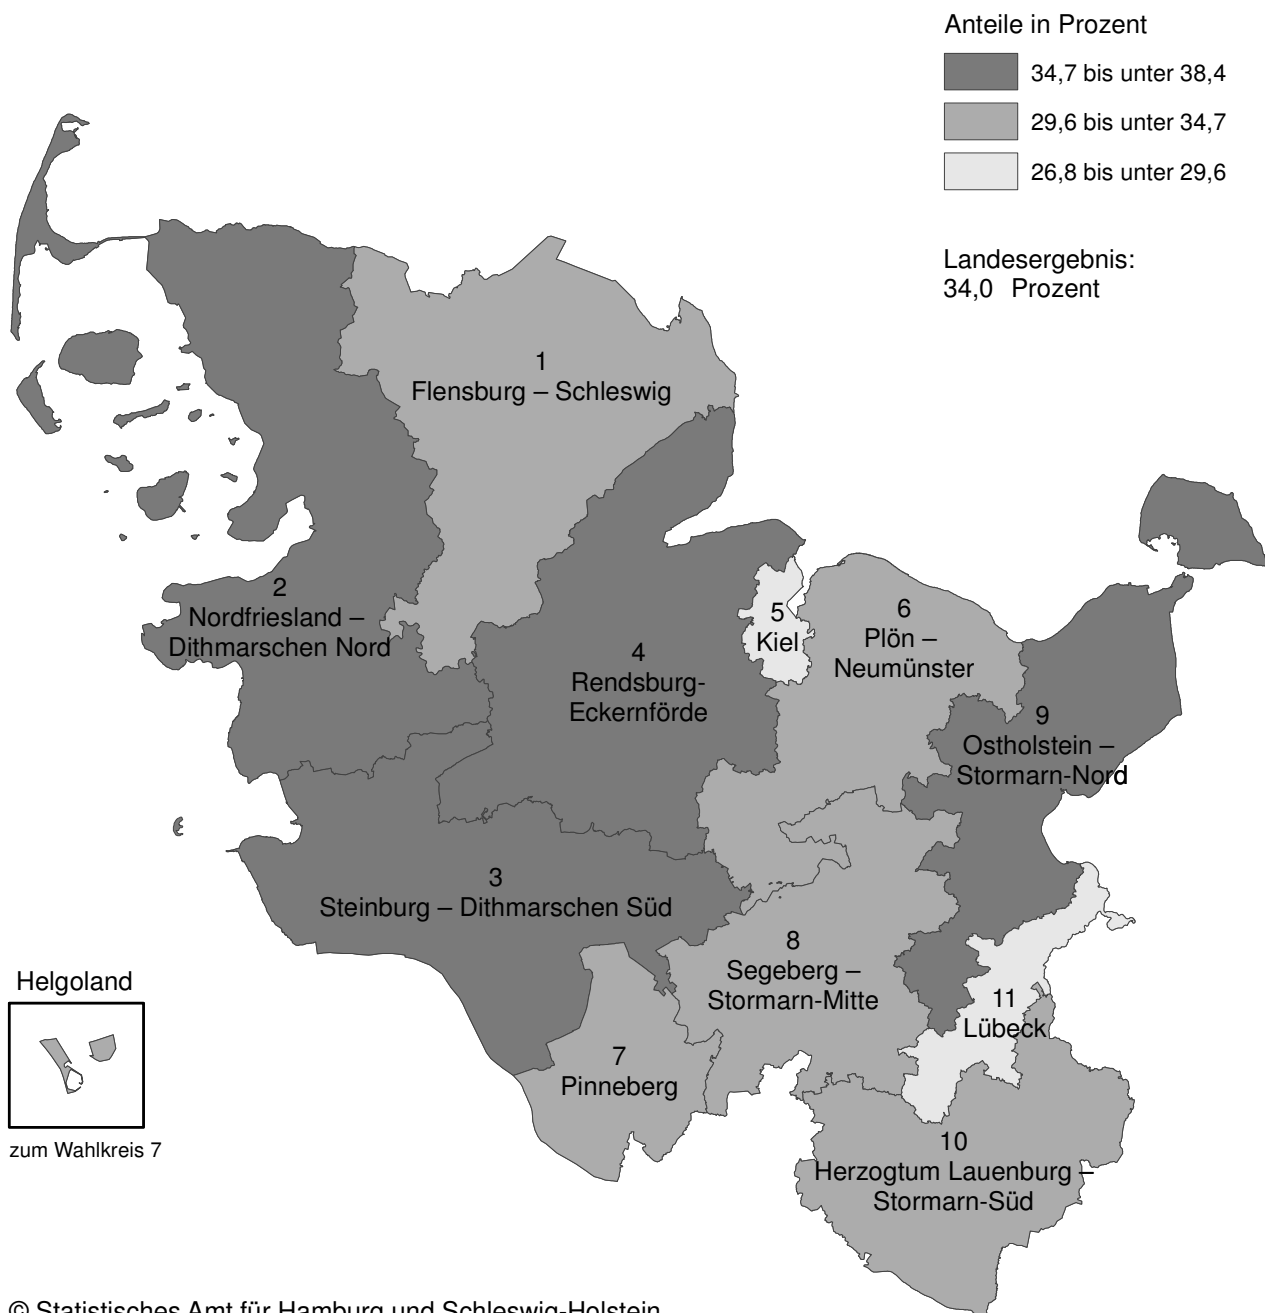 Anteile in Prozent
34,7 bis unter 38,4
29,6 bis unter 34,7
26,8 bis unter 29,6
Landesergebnis:
34,0 Prozent
1
Flensburg – Schleswig
2
Nordfriesland –
Dithmarschen Nord
4
Rendsburg-
Eckernförde
5
Kiel
6
Plön –
Neumünster
9
Ostholstein –
Stormarn-Nord
3
Steinburg – Dithmarschen Süd
8
Segeberg –
Stormarn-Mitte
11
Lübeck
7
Pinneberg
10
Herzogtum Lauenburg –
Stormarn-Süd
Helgoland
zum Wahlkreis 7
© Statistisches Amt für Hamburg und Schleswig-Holstein